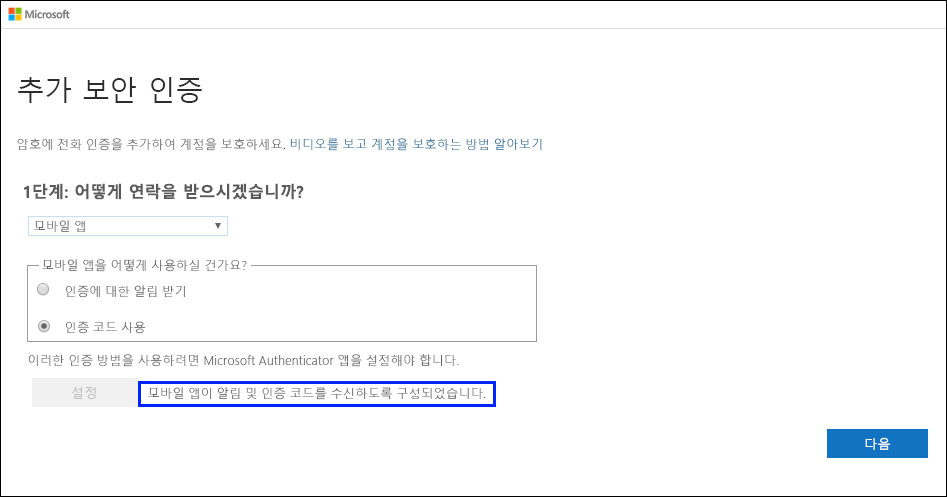 Microsoft
추가 보안 인증
암호에 전화 인증을 추가하여 계정을 보호하세요. 비디오를 보고 계정을 보호하는 방법 알아보기
1단계: 어떻게 연락을 받으시겠습니까?
모바일 앱
모바일 앱을 어떻게 사용하실 건가요?
인증에 대한 알림 받기
인증 코드 사용
이러한 인증 방법을 사용하려면 Microsoft Authenticator 앱을 설정해야 합니다.
설정 모바일 앱이 알림 및 인증 코드를 수신하도록 구성되었습니다.
다음